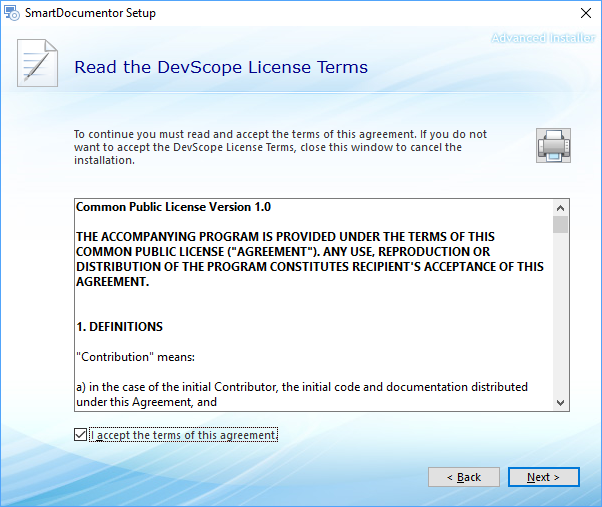 SmartDocumentor Setup
Advanced Installer
Read the DevScope License Terms
To continue you must read and accept the terms of this agreement. If you do not
want to accept the DevScope License Terms, close this window to cancel the
installation.
Common Public License Version 1.0
THE ACCOMPANYING PROGRAM IS PROVIDED UNDER THE TERMS OF THIS
COMMON PUBLIC LICENSE ("AGREEMENT"). ANY USE, REPRODUCTION OR
DISTRIBUTION OF THE PROGRAM CONSTITUTES RECIPIENT'S ACCEPTANCE OF THIS
AGREEMENT.
1. DEFINITIONS
"Contribution" means:
a) in the case of the initial Contributor, the initial code and documentation distributed
under this Agreement, and
I accept the terms of this agreement.
< Back
Next >